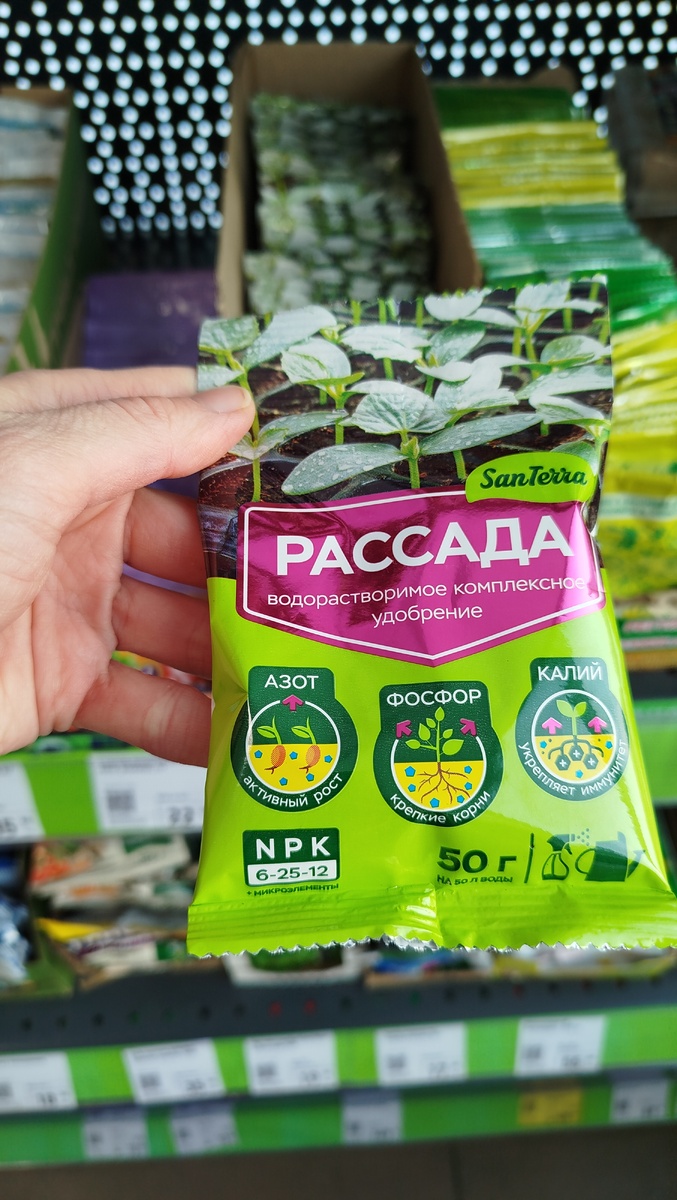 SanTerra
РАССАДА
водорастворимое комплексное
удобрение
АЗОТ
активный рост
ФОСФОР
крепкие корни
КАЛИЙ
укрепляет иммунитет
NPK
6-25-12
+ МИКРОЭЛЕМЕНТЫ
50 г
НА 50 Л ВОДЫ